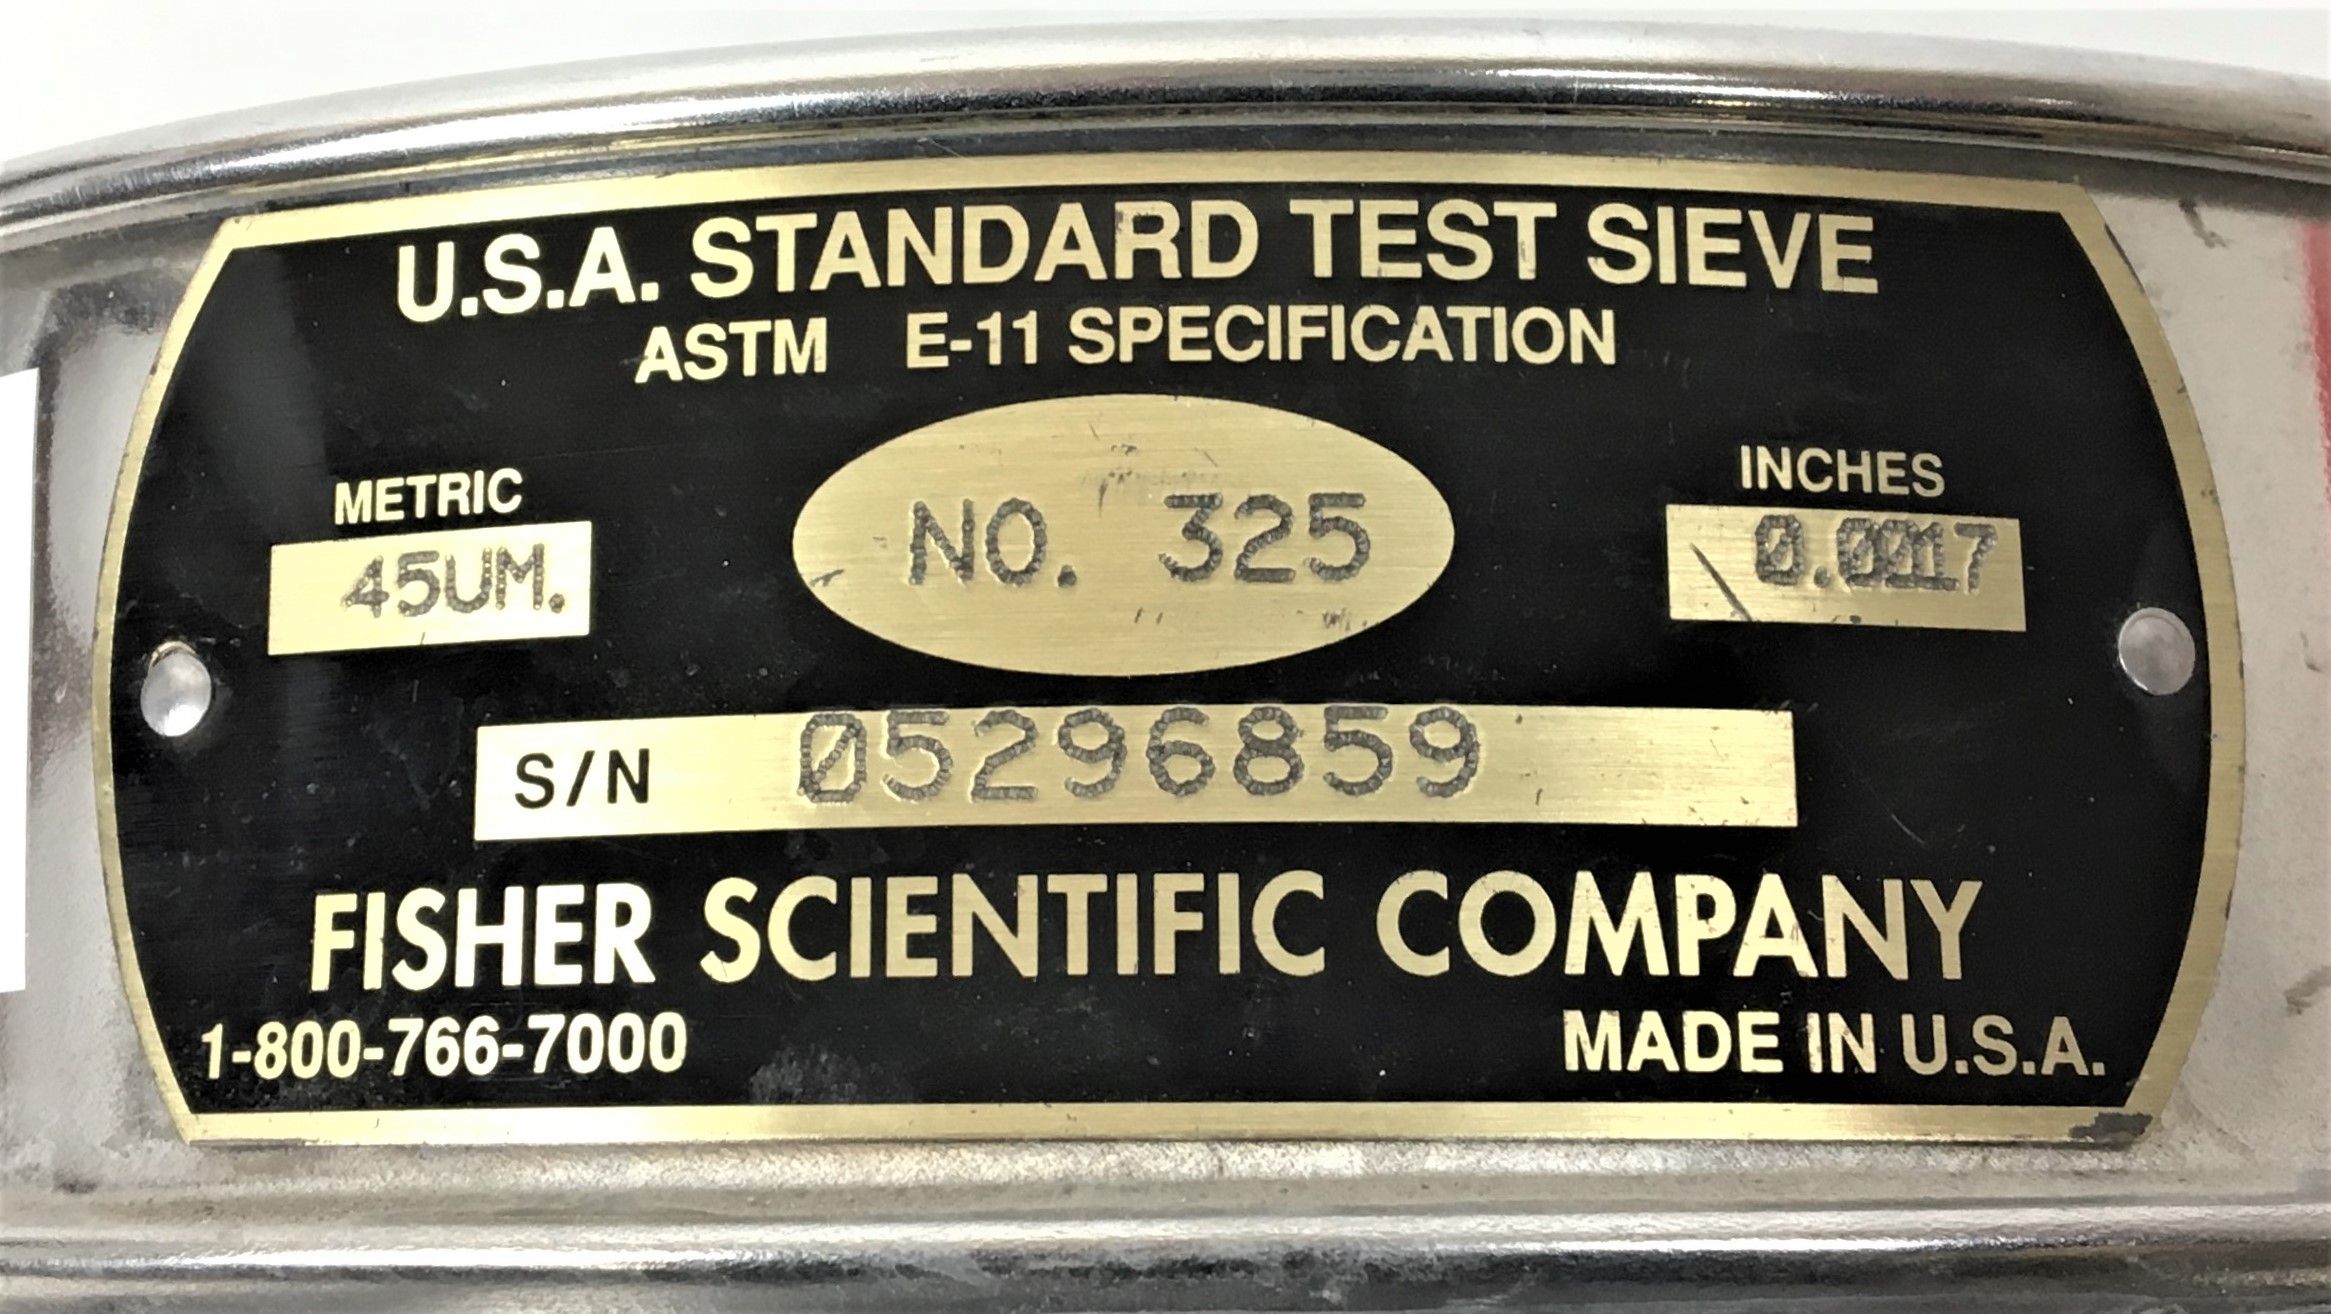 U.S.A. STANDARD TEST SIEVE
ASTM E-11 SPECIFICATION
METRIC
45UM.
NO. 325
INCHES
0.0017
S/N 05296859
FISHER SCIENTIFIC COMPANY
1-800-766-7000
MADE IN U.S.A.